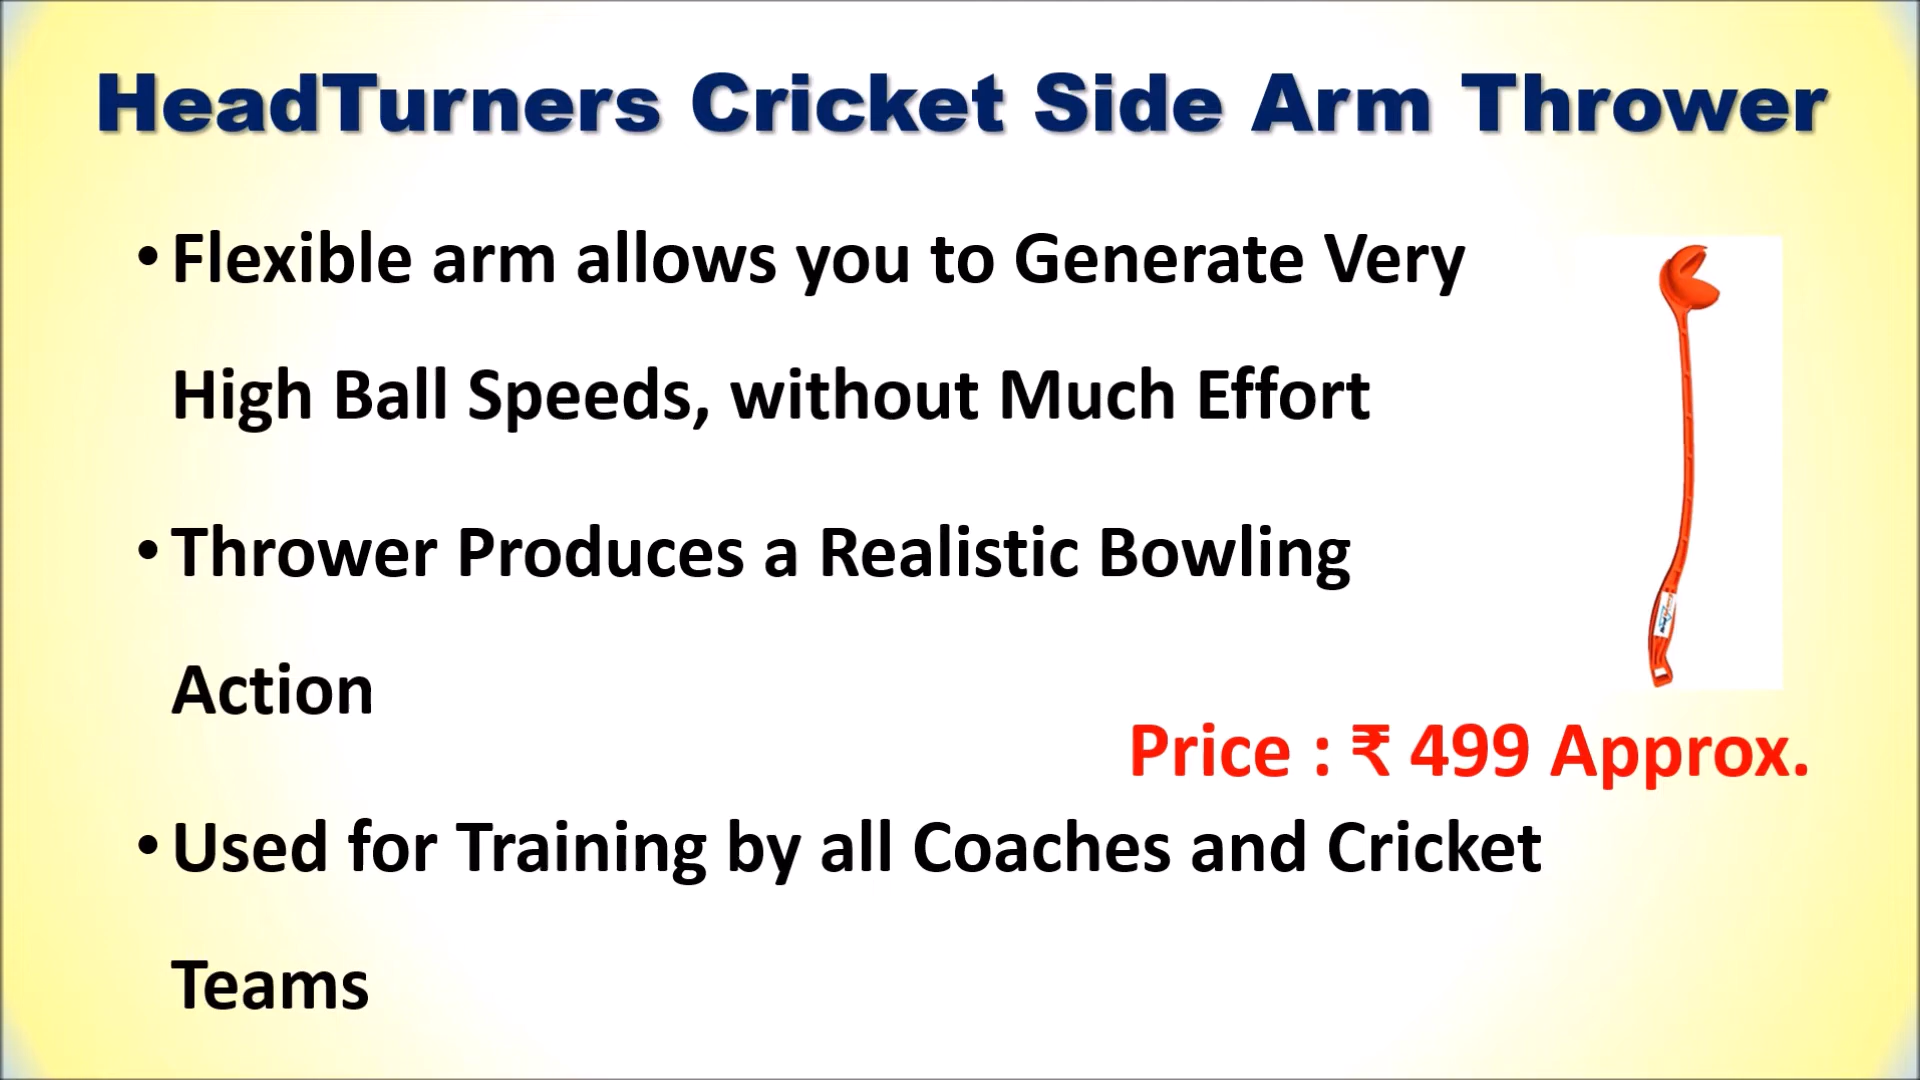 HeadTurners Cricket Side Arm Thrower
• Flexible arm allows you to Generate Very
High Ball Speeds, without Much Effort
• Thrower Produces a Realistic Bowling
Action
Price : ₹ 499 Approx.
• Used for Training by all Coaches and Cricket
Teams